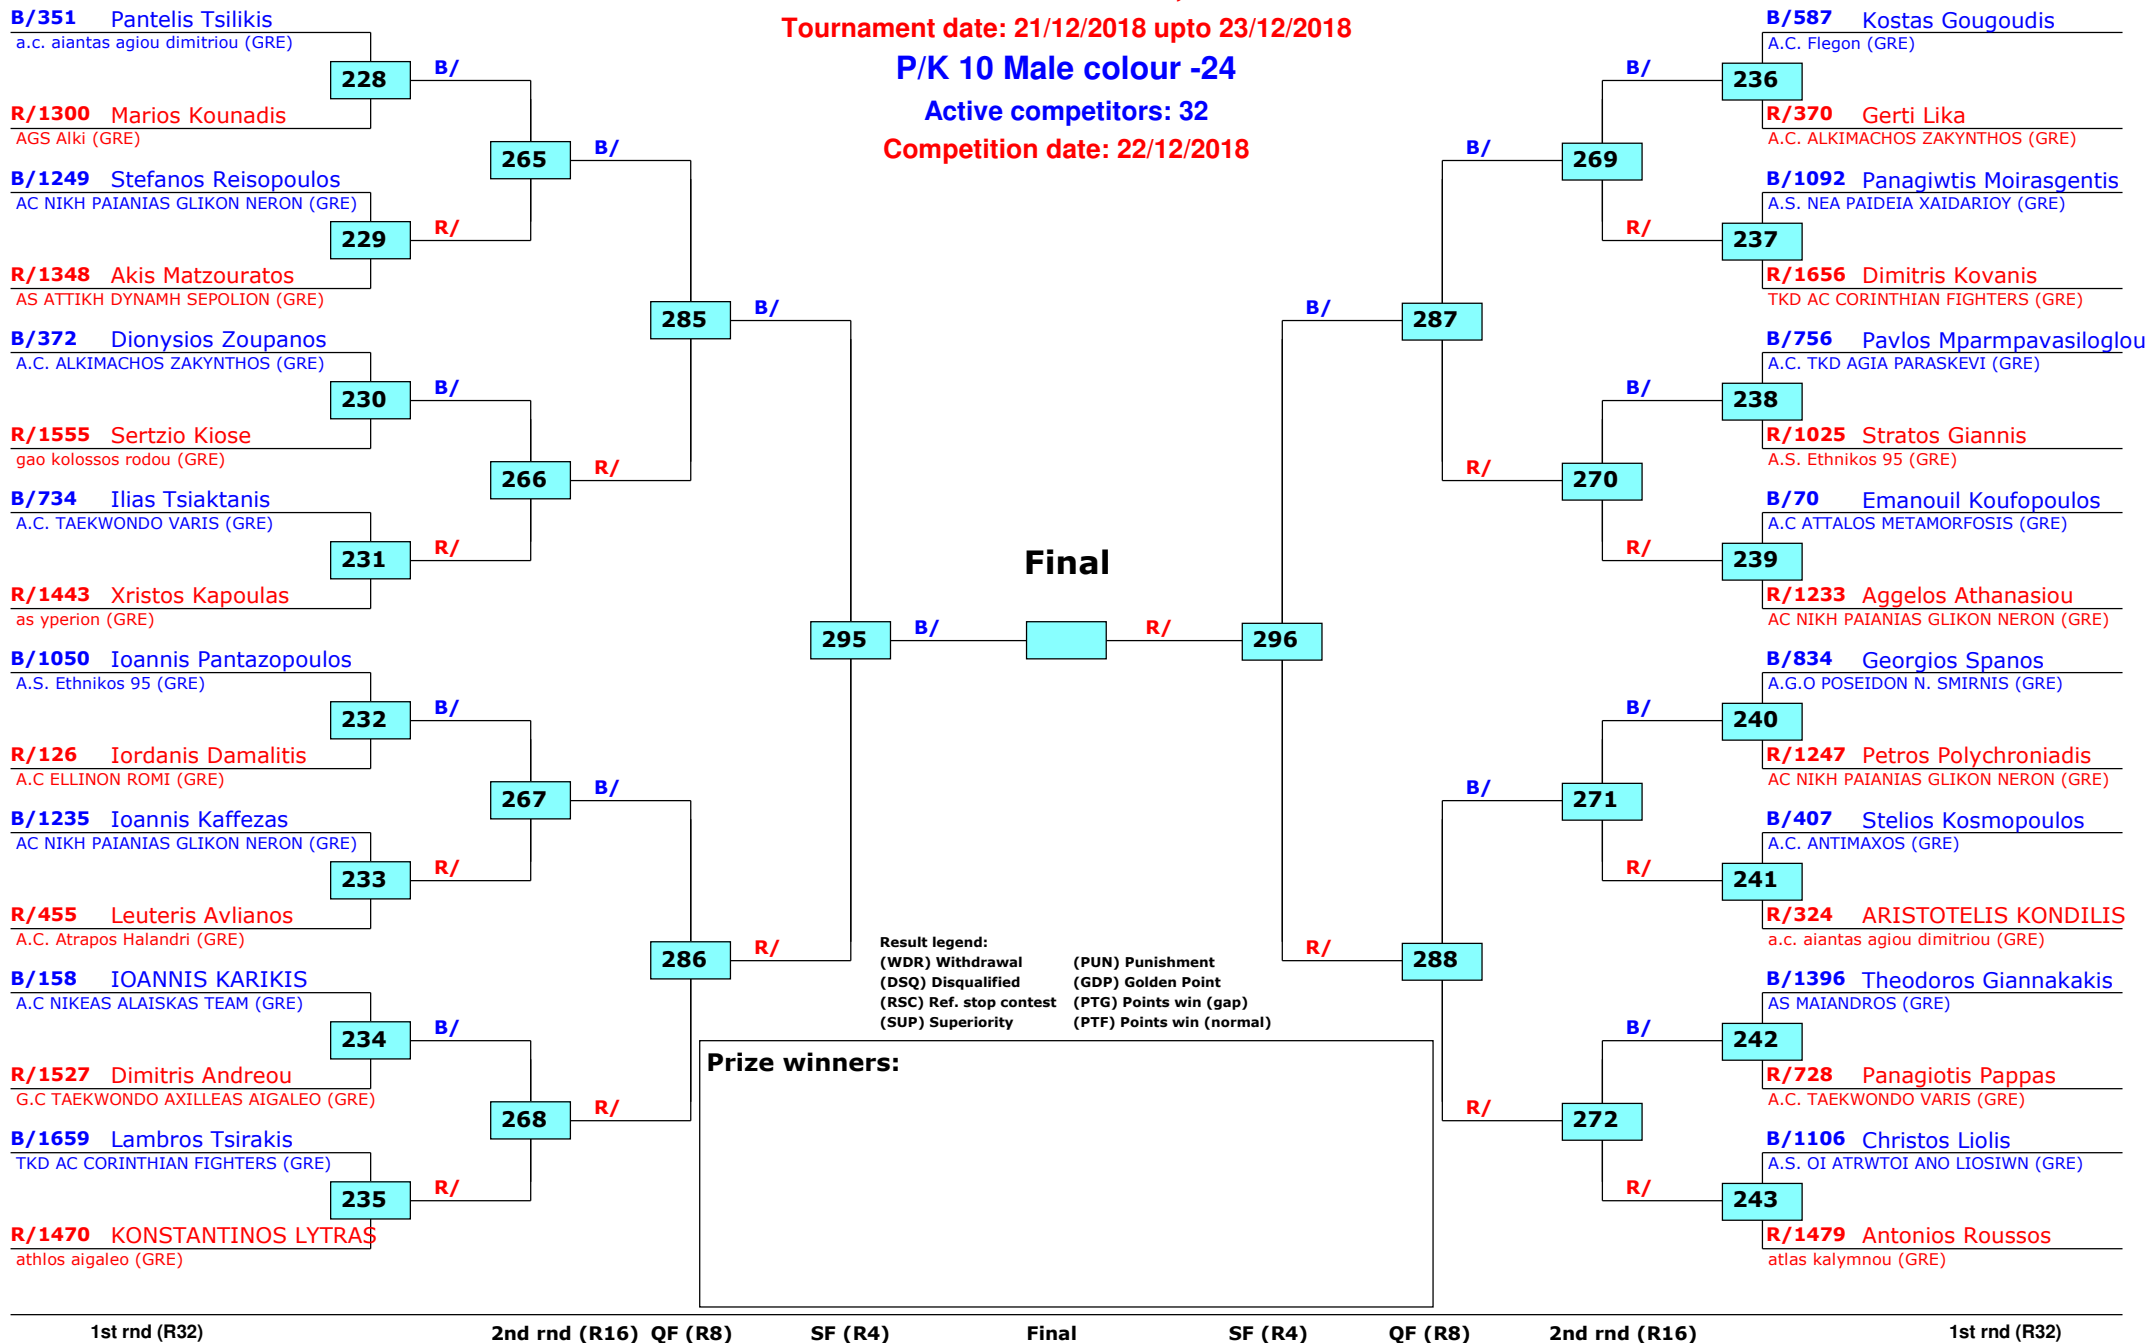 Tournament date: 21/12/2018 upto 23/12/2018
P/K 10 Male colour -24
Active competitors: 32
Competition date: 22/12/2018
B/351 Pantelis Tsilikis
a.c. aiantas agiou dimitriou (GRE)
228
B/
R/1300 Marios Kounadis
AGS Alki (GRE)
265
B/
B/1249 Stefanos Reisopoulos
AC NIKH PAIANIAS GLIKON NERON (GRE)
229
R/
R/1348 Akis Matzouratos
AS ATTIKH DYNAMH SEPOLION (GRE)
285
B/
B/372 Dionysios Zoupanos
A.C. ALKIMACHOS ZAKYNTHOS (GRE)
230
B/
R/1555 Sertzio Kiose
gao kolossos rodou (GRE)
266
R/
B/734 Ilias Tsiaktanis
A.C. TAEKWONDO VARIS (GRE)
231
R/
R/1443 Xristos Kapoulas
as yperion (GRE)
295
B/
B/1050 Ioannis Pantazopoulos
A.S. Ethnikos 95 (GRE)
232
B/
R/126 Iordanis Damalitis
A.C ELLINON ROMI (GRE)
267
B/
B/1235 Ioannis Kaffezas
AC NIKH PAIANIAS GLIKON NERON (GRE)
233
R/
R/455 Leuteris Avlianos
A.C. Atrapos Halandri (GRE)
286
R/
B/158 IOANNIS KARIKIS
A.C NIKEAS ALAISKAS TEAM (GRE)
234
B/
R/1527 Dimitris Andreou
G.C TAEKWONDO AXILLEAS AIGALEO (GRE)
268
R/
B/1659 Lambros Tsirakis
TKD AC CORINTHIAN FIGHTERS (GRE)
235
R/
R/1470 KONSTANTINOS LYTRAS
athlos aigaleo (GRE)
Final
R/
296
B/587 Kostas Gougoudis
A.C. Flegon (GRE)
B/
236
R/370 Gerti Lika
A.C. ALKIMACHOS ZAKYNTHOS (GRE)
B/
269
B/1092 Panagiwtis Moirasgentis
A.S. NEA PAIDEIA XAIDARIOY (GRE)
R/
237
R/1656 Dimitris Kovanis
TKD AC CORINTHIAN FIGHTERS (GRE)
B/
287
B/756 Pavlos Mparmpavasiloglou
A.C. TKD AGIA PARASKEVI (GRE)
B/
238
R/1025 Stratos Giannis
A.S. Ethnikos 95 (GRE)
R/
270
B/70 Emanouil Koufopoulos
A.C ATTALOS METAMORFOSIS (GRE)
R/
239
R/1233 Aggelos Athanasiou
AC NIKH PAIANIAS GLIKON NERON (GRE)
B/834 Georgios Spanos
A.G.O POSEIDON N. SMIRNIS (GRE)
B/
240
R/1247 Petros Polychroniadis
AC NIKH PAIANIAS GLIKON NERON (GRE)
B/
271
B/407 Stelios Kosmopoulos
A.C. ANTIMAXOS (GRE)
R/
241
R/324 ARISTOTELIS KONDILIS
a.c. aiantas agiou dimitriou (GRE)
R/
288
B/1396 Theodoros Giannakakis
AS MAIANDROS (GRE)
B/
242
R/728 Panagiotis Pappas
A.C. TAEKWONDO VARIS (GRE)
R/
272
B/1106 Christos Liolis
A.S. OI ATRWTOI ANO LIOSIWN (GRE)
R/
243
R/1479 Antonios Roussos
atlas kalymnou (GRE)
Result legend:
(WDR) Withdrawal (PUN) Punishment
(DSQ) Disqualified (GDP) Golden Point
(RSC) Ref. stop contest (PTG) Points win (gap)
(SUP) Superiority (PTF) Points win (normal)
Prize winners:
1st rnd (R32) 2nd rnd (R16) QF (R8) SF (R4) Final SF (R4) QF (R8) 2nd rnd (R16) 1st rnd (R32)